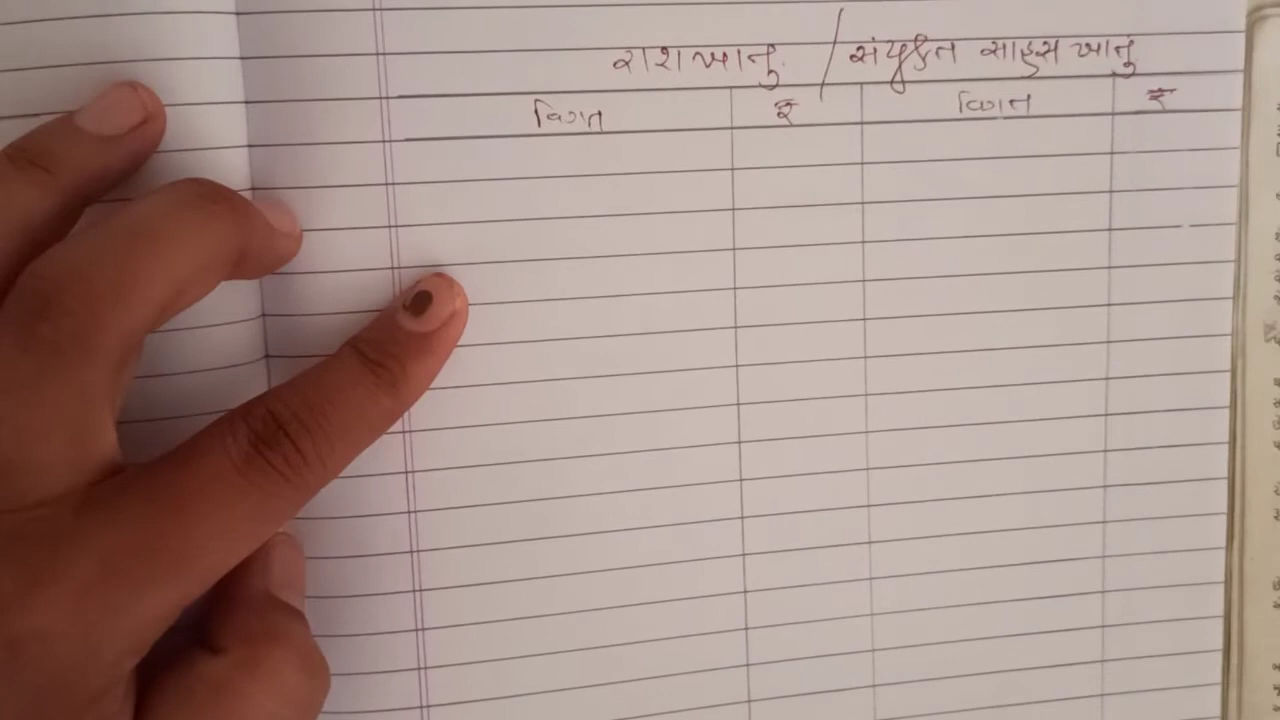 રાશખાનુ / સંયુક્ત સાહસ ખાનુ
વિગત ₹ વિગત ₹